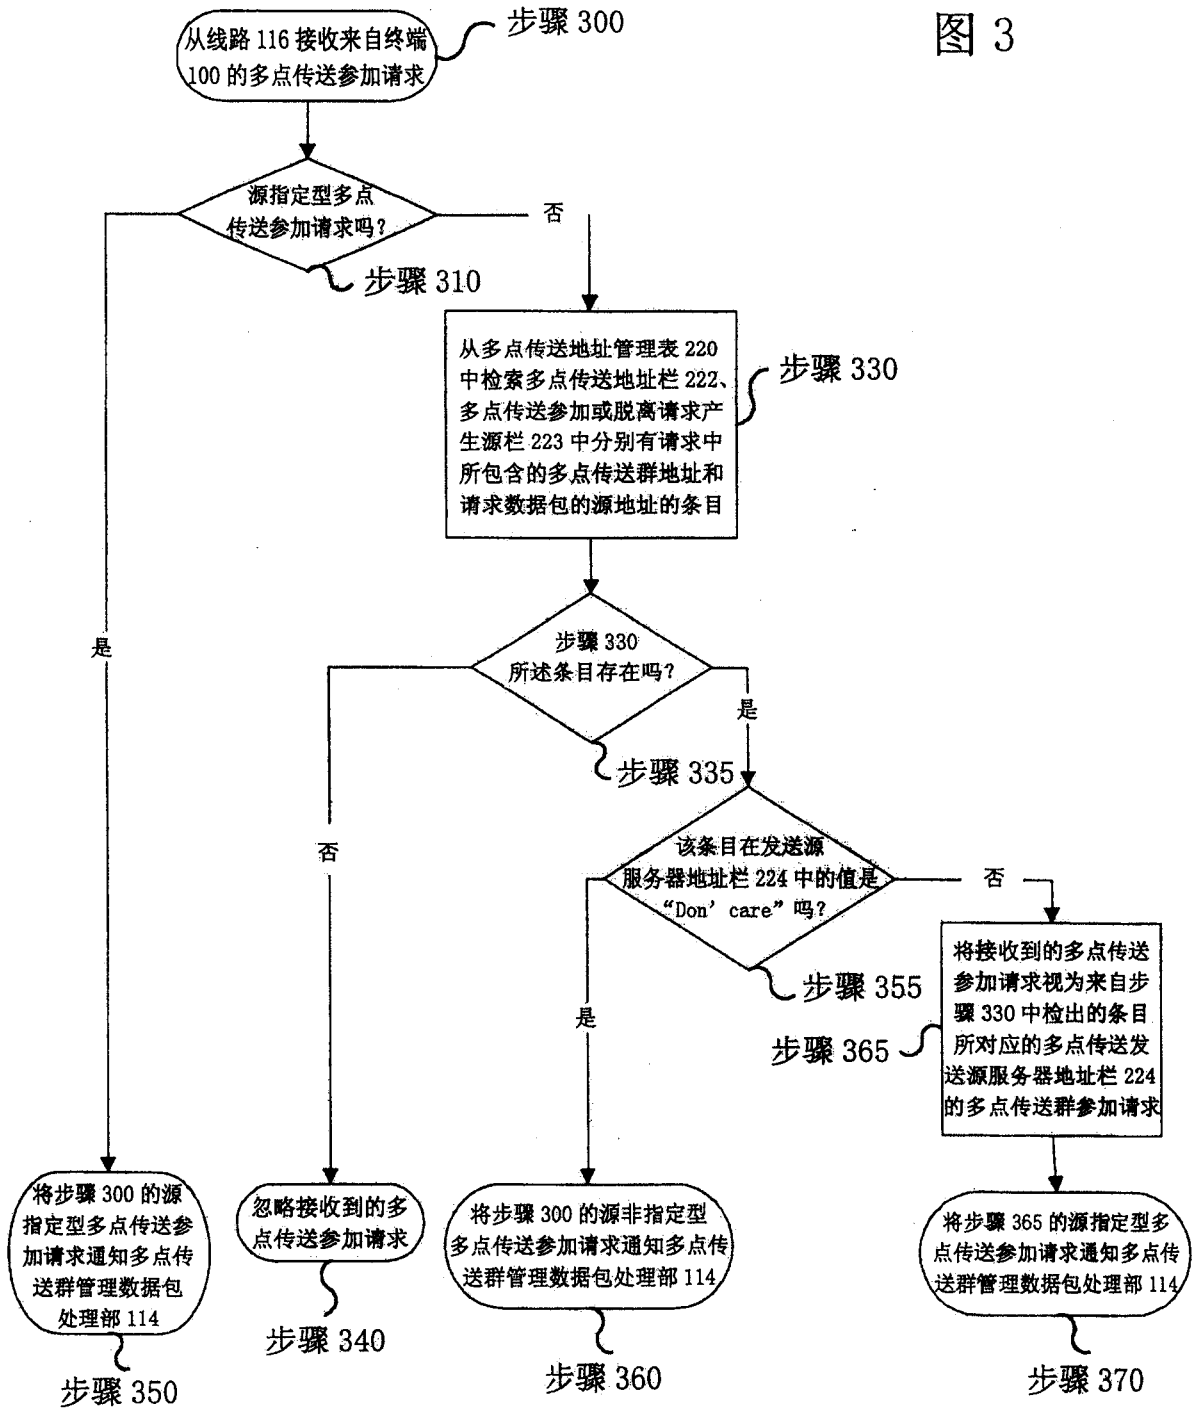 图 3
从线路 116 接收来自终端
100 的多点传送参加请求
步骤 300
源指定型多点
传送参加请求吗？
步骤 310
否
是
从多点传送地址管理表 220
中检索多点传送地址栏 222、
多点传送参加或脱离请求产
生源栏 223 中分别有请求中
所包含的多点传送群地址和
请求数据包的源地址的条目
步骤 330
步骤 330
所述条目存在吗？
步骤 335
是
否
该条目在发送源
服务器地址栏 224 中的值是
“Don’ care” 吗？
步骤 355
否
是
将接收到的多点传送
参加请求视为来自步
骤 330 中检出的条目
所对应的多点传送发
送源服务器地址栏 224
的多点传送群参加请求
步骤 365
将步骤 300 的源
指定型多点传送参
加请求通知多点传
送群管理数据包
处理部 114
步骤 350
忽略接收到的多
点传送参加请求
步骤 340
将步骤 300 的源非指定型
多点传送参加请求通知多点传
送群管理数据包处理部 114
步骤 360
将步骤 365 的源指定型多
点传送参加请求通知多点传
送群管理数据包处理部 114
步骤 370